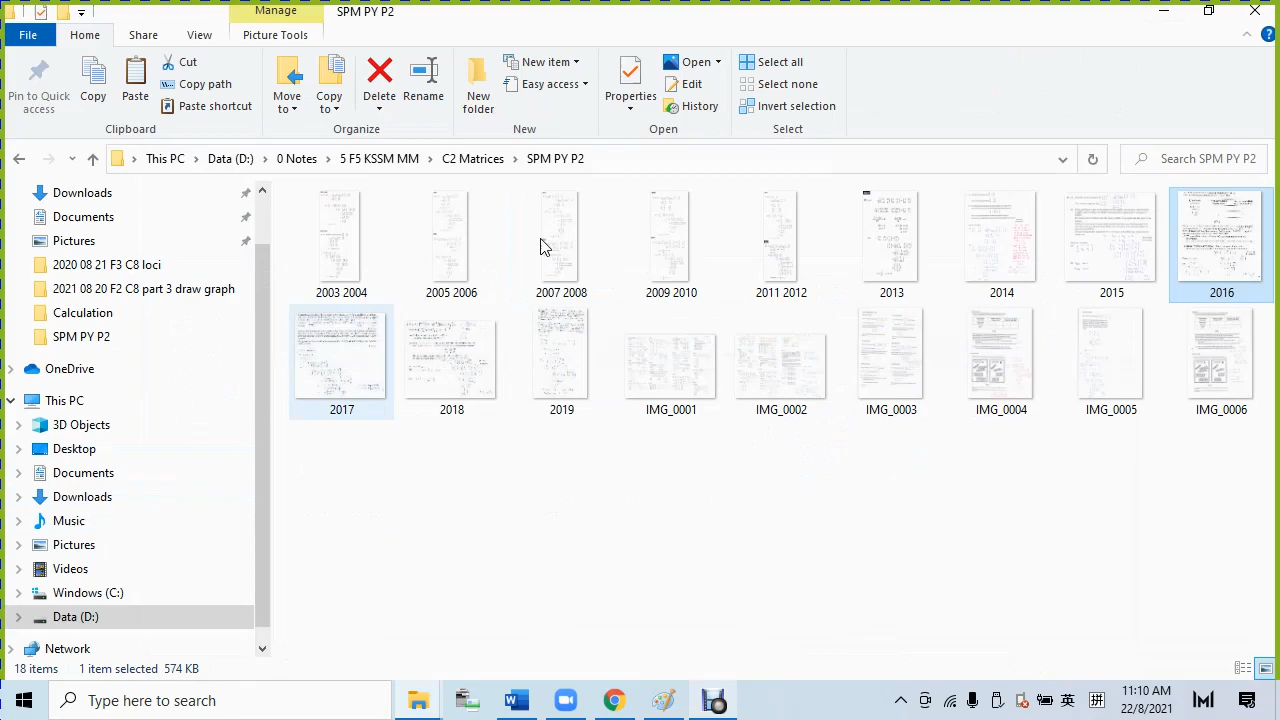 Manage
SPM PY P2
File
Home
Share
View
Picture Tools
Pin to Quick access
Copy
Paste
Cut
Copy path
Paste shortcut
Move to
Copy to
Delete
Rename
New folder
New item
Easy access
Properties
Open
Edit
History
Select all
Select none
Invert selection
Clipboard
Organize
New
Open
Select
This PC
Data (D:)
0 Notes
5 F5 KSSM MM
C2 Matrices
SPM PY P2
Search SPM PY P2
Downloads
Documents
Pictures
2020 08 21 F3 C8 loci
2021 08 20 F2 C8 part 3 draw graph
Calculation
SPM PY P2
OneDrive
This PC
3D Objects
Desktop
Documents
Downloads
Music
Pictures
Videos
Windows (C:)
Data (D:)
Network
2003 2004
2005 2006
2007 2008
2009 2010
2011 2012
2013
2014
2015
2016
2017
2018
2019
IMG_0001
IMG_0002
IMG_0003
IMG_0004
IMG_0005
IMG_0006
18 items
1 item selected 574 KB
Type here to search
英
拼
11:10 AM
22/8/2021